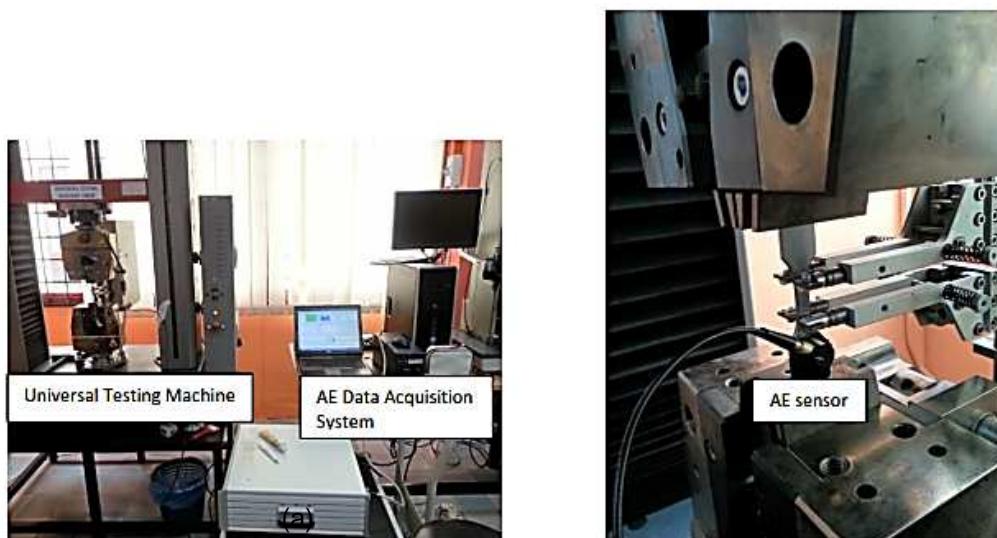 Universal Testing Machine
AE Data Acquisition
System
(a)
AE sensor